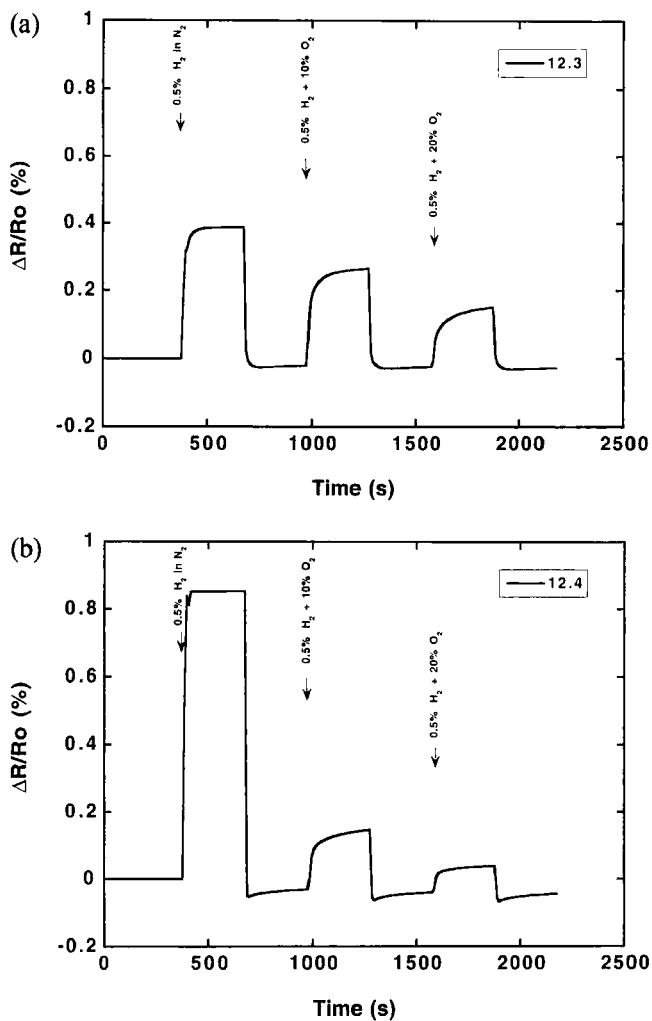 (a)
1
0.8
0.6
0.4
0.2
0
-0.2
ΔR/Ro (%)
0.5% H₂ in N₂
0.5% H₂ + 10% O₂
0.5% H₂ + 20% O₂
12.3
0 500 1000 1500 2000 2500
Time (s)
(b)
1
0.8
0.6
0.4
0.2
0
-0.2
ΔR/Ro (%)
0.5% H₂ in N₂
0.5% H₂ + 10% O₂
0.5% H₂ + 20% O₂
12.4
0 500 1000 1500 2000 2500
Time (s)